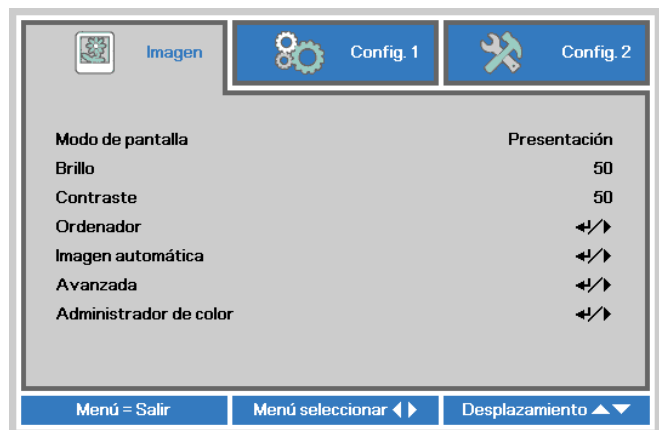 Imagen Config. 1 Config. 2
Modo de pantalla Presentación
Brillo 50
Contraste 50
Ordenador ↵/▶
Imagen automática ↵/▶
Avanzada ↵/▶
Administrador de color ↵/▶
Menú = Salir Menú seleccionar ◀▶ Desplazamiento ▲▼